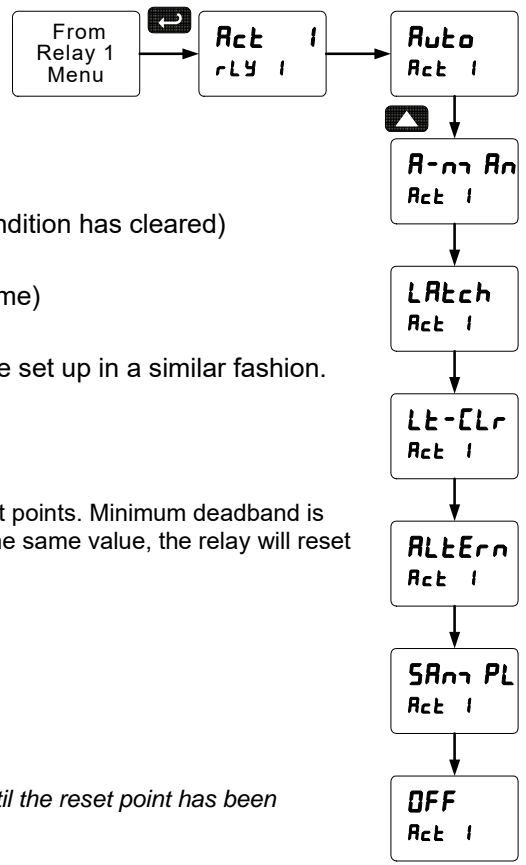 From
Relay 1
Menu
Act 1
rLY 1
Auto
Act 1
A-mAn
Act 1
ndition has cleared)
LAtch
me)
Act 1
e set up in a similar fashion.
Lt-CLr
Act 1
t points. Minimum deadband is
ne same value, the relay will reset
ALtErn
Act 1
SAmPL
Act 1
til the reset point has been
OFF
Act 1